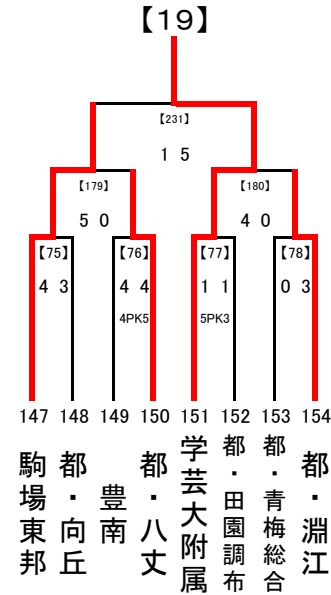 【19】
【231】
1 5
【179】 【180】
5 0 4 0
【75】 【76】 【77】 【78】
4 3 4 4 1 1 0 3
4PK5 5PK3
147 148 149 150 151 152 153 154
駒場東邦
都・向丘
豊南
都・八丈
学芸大附属
都・田園調布
都・青梅総合
都・淵江